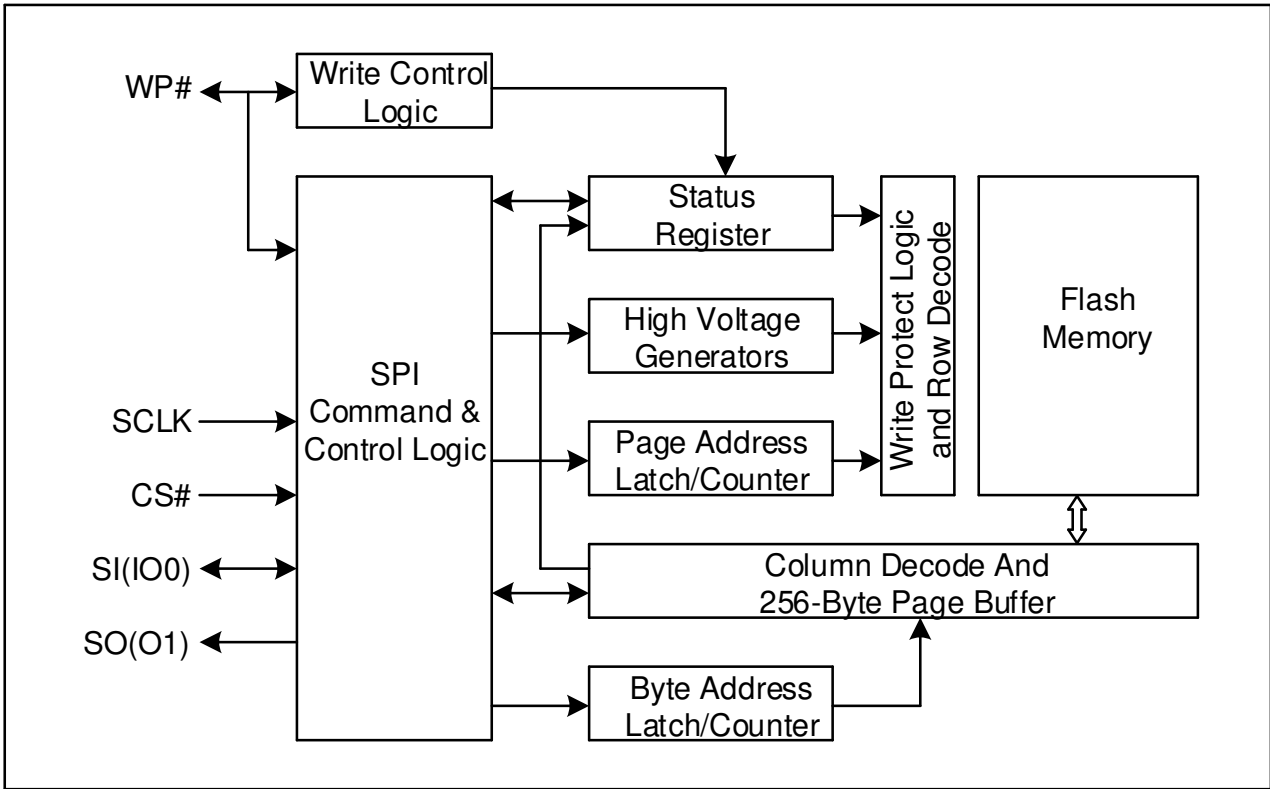 WP#
Write Control
Logic
Status
Register
High Voltage
Generators
Page Address
Latch/Counter
Write Protect Logic
and Row Decode
Flash
Memory
SPI
Command &
Control Logic
SCLK
CS#
SI(IO0)
SO(O1)
Column Decode And
256-Byte Page Buffer
Byte Address
Latch/Counter